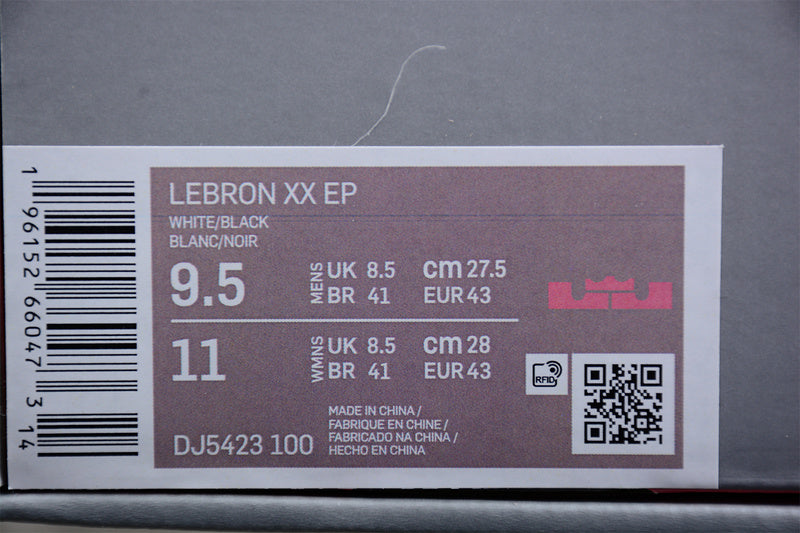 LEBRON XX EP
WHITE/BLACK
BLANC/NOIR
9.5 MENS UK 8.5 cm 27.5
BR 41 EUR 43
11 WMNS UK 8.5 cm 28
BR 41 EUR 43
RFID
DJ5423 100
MADE IN CHINA /
FABRIQUE EN CHINE /
FABRICADO NA CHINA /
HECHO EN CHINA
1 96152 66047 3 14